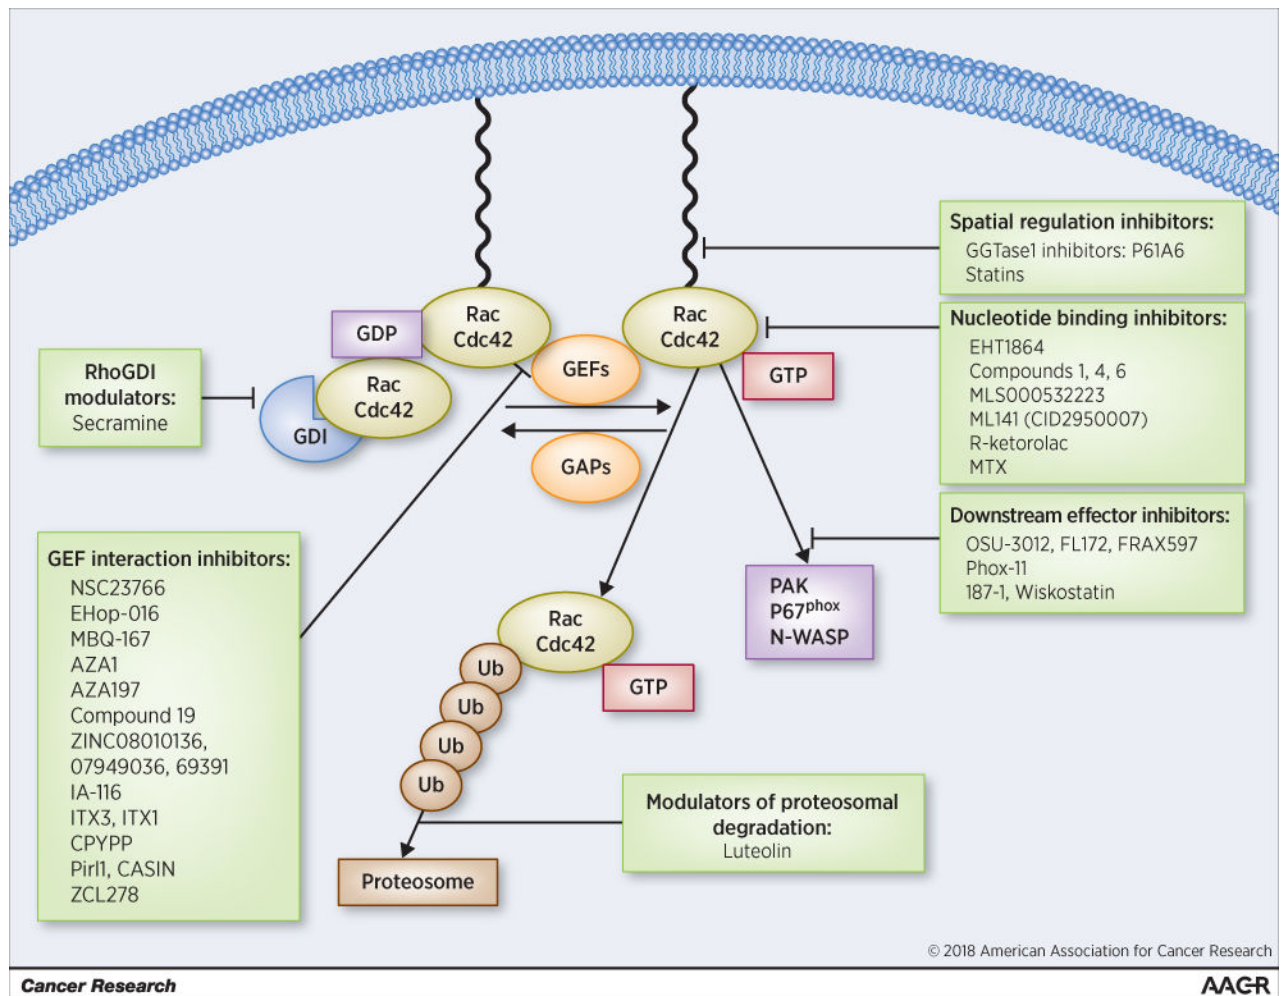 Spatial regulation inhibitors:
GGTase1 inhibitors: P61A6
Statins
Rac
Cdc42
GDP
Rac
Cdc42
GDI
RhoGDI
modulators:
Secramine
GEFs
GAPs
Rac
Cdc42
GTP
Nucleotide binding inhibitors:
EHT1864
Compounds 1, 4, 6
MLS000532223
ML141 (CID2950007)
R-ketorolac
MTX
Downstream effector inhibitors:
OSU-3012, FL172, FRAX597
Phox-11
187-1, Wiskostatin
PAK
P67phox
N-WASP
GEF interaction inhibitors:
NSC23766
EHop-016
MBQ-167
AZA1
AZA197
Compound 19
ZINC08010136,
07949036, 69391
IA-116
ITX3, ITX1
CPYPP
Pirl1, CASIN
ZCL278
Rac
Cdc42
GTP
Ub
Ub
Ub
Ub
Modulators of proteosomal
degradation:
Luteolin
Proteosome
© 2018 American Association for Cancer Research
Cancer Research
AACR